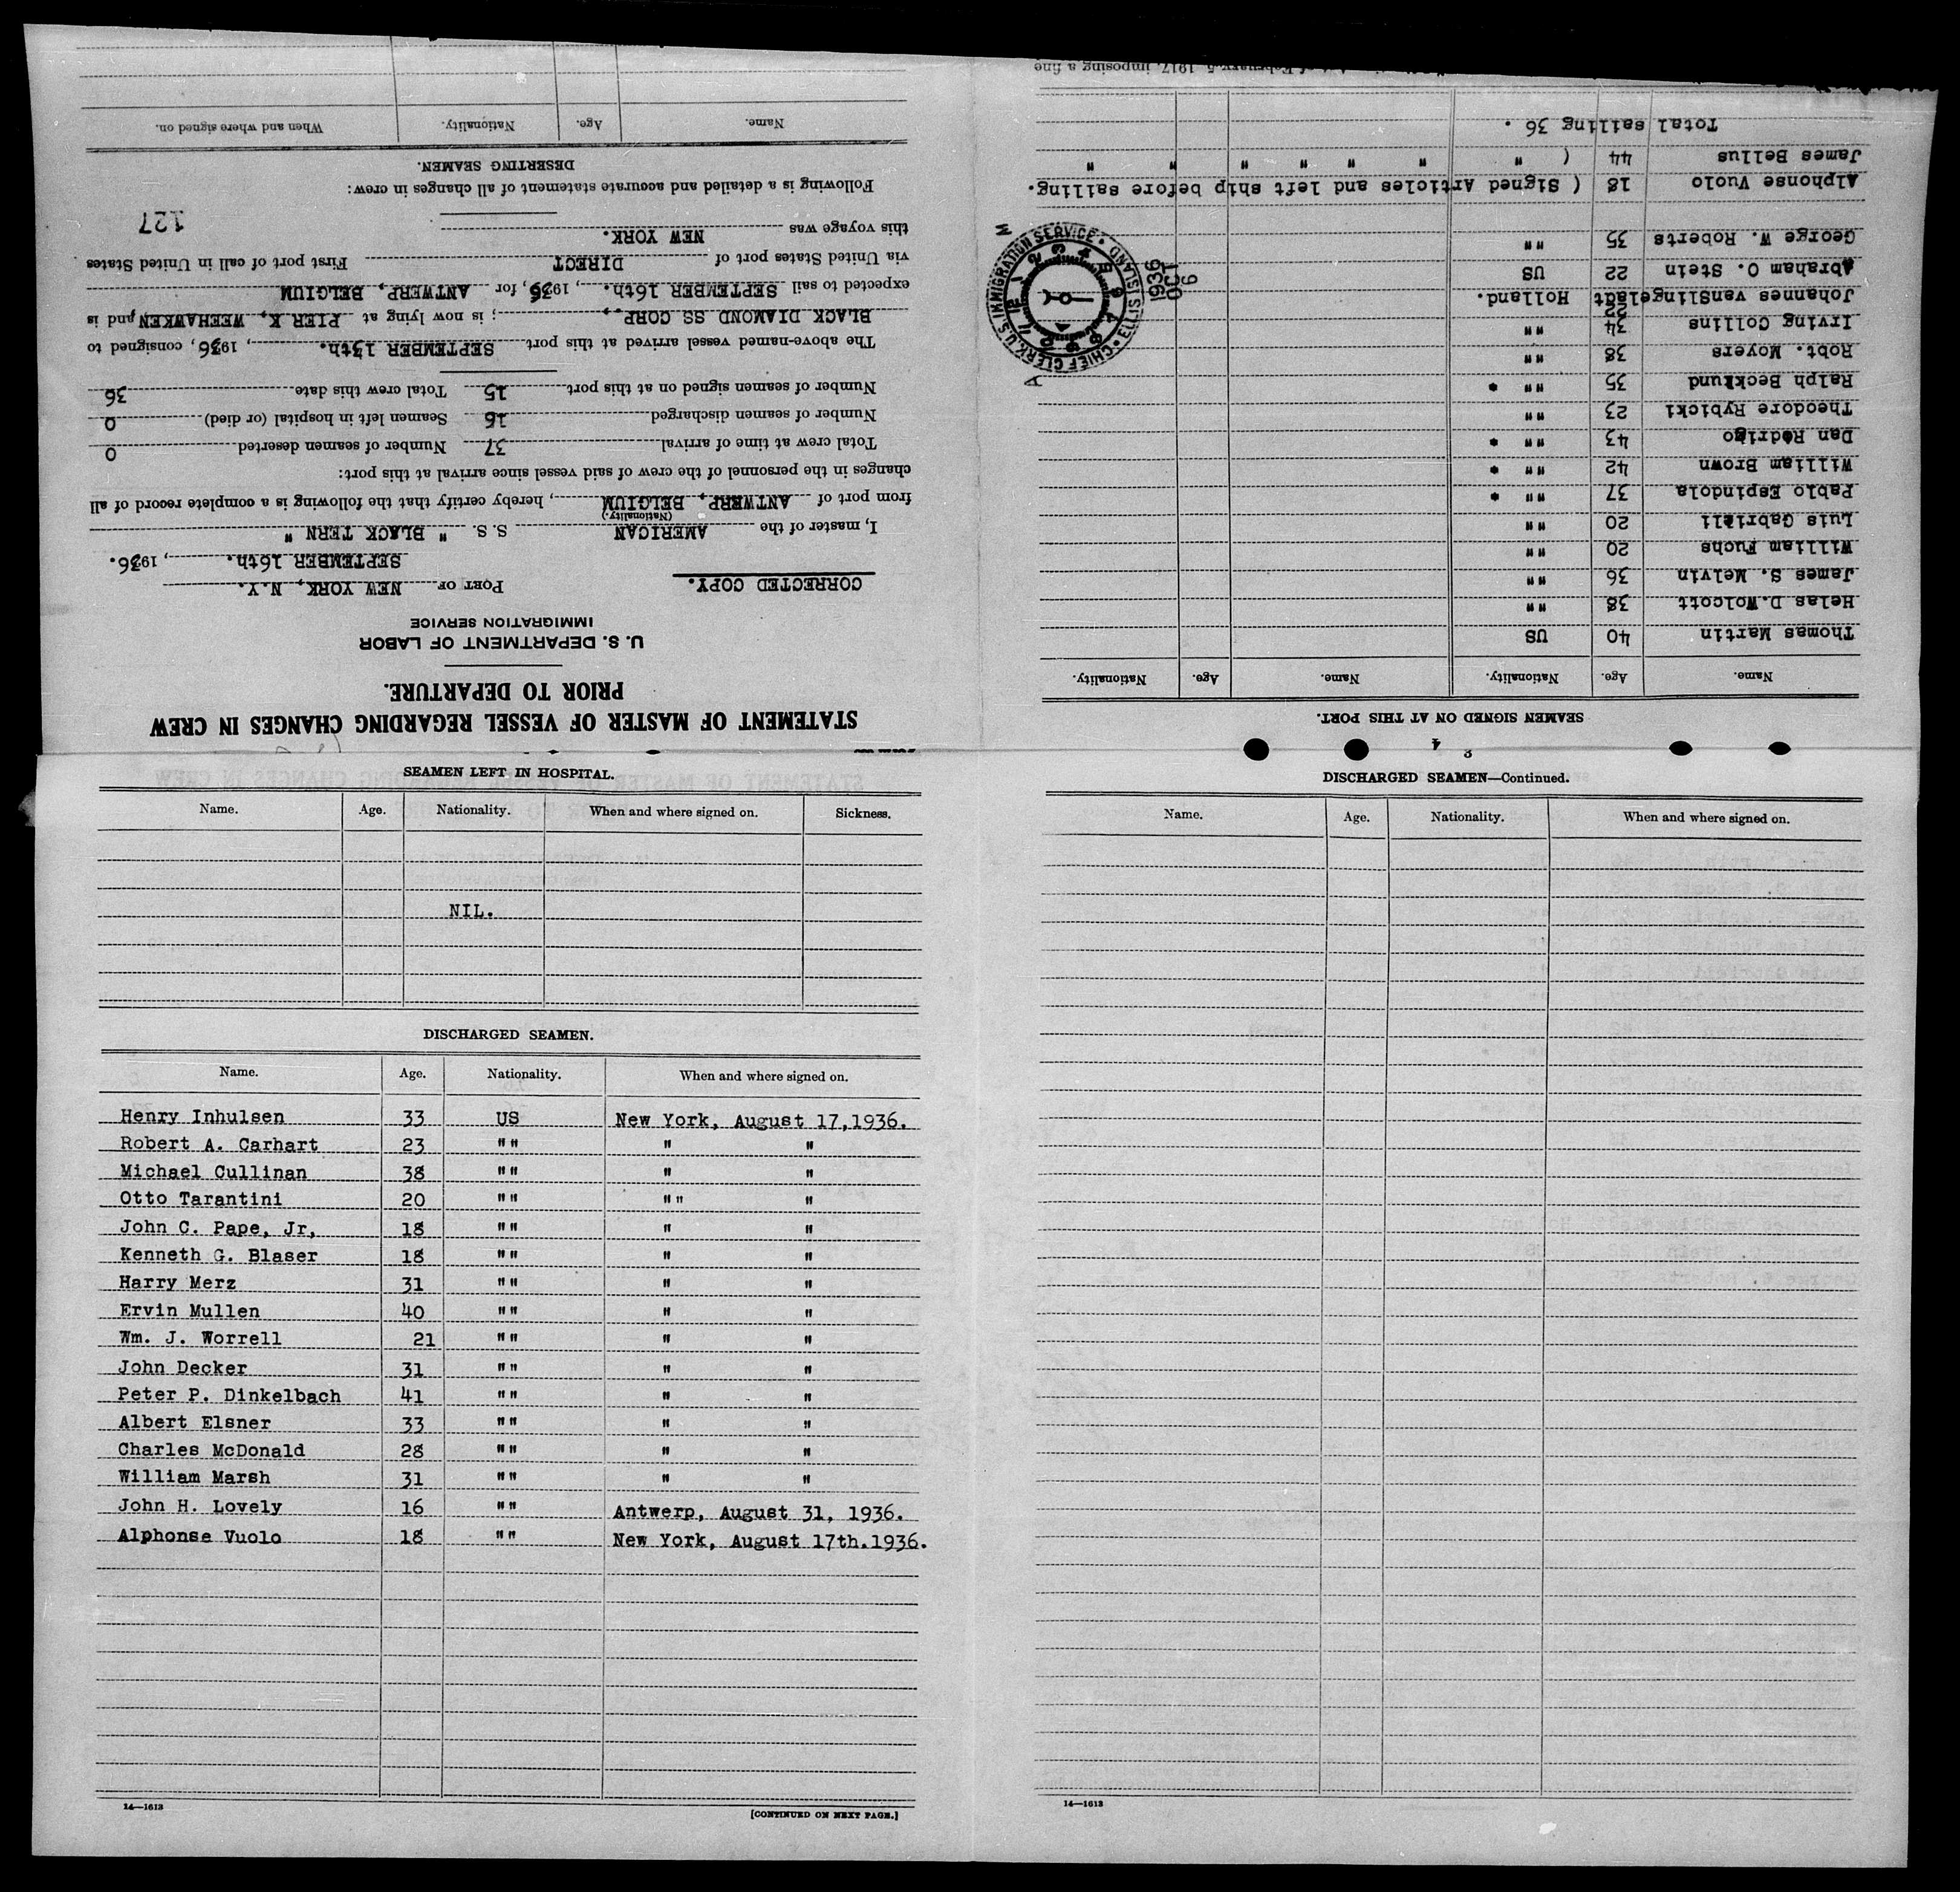 STATEMENT OF MASTER OF VESSEL REGARDING CHANGES IN CREW
PRIOR TO DEPARTURE.
U. S. DEPARTMENT OF LABOR
IMMIGRATION SERVICE
CORRECTED COPY. PORT OF NEW YORK, N.Y.
SEPTEMBER 16th. , 1936.
I, master of the AMERICAN S. S. " BLACK TERN "
(Nationality.)
from port of ANTWERP, BELGIUM , hereby certify that the following is a complete record of all
changes in the personnel of the crew of said vessel since arrival at this port:
Total crew at time of arrival 37 Number of seamen deserted 0
Number of seamen discharged 16 Seamen left in hospital (or died) 0
Number of seamen signed on at this port 15 Total crew this date 36
The above-named vessel arrived at this port SEPTEMBER 13th. , 1936, consigned to
BLACK DIAMOND SS CORP., ; is now lying at PIER K, WEEHAWKEN, and is
expected to sail SEPTEMBER 16th. , 1936, for ANTWERP, BELGIUM
via United States port of DIRECT First port of call in United States
this voyage was NEW YORK.
127
Following is a detailed and accurate statement of all changes in crew:
DESERTING SEAMEN.
Name. Age. Nationality. When and where signed on.
SEAMEN SIGNED ON AT THIS PORT.
Name. Age. Nationality. Name. Age. Nationality.
Thomas Martin 40 US
Helas D. Wolcott 38 " "
James S. Melvin 36 " "
William Fuchs 20 " "
Luis Gabrieli 20 " "
Pablo Espindola 37 " " *
William Brown 42 " " *
Dan Rodrigo 43 " " *
Theodore Rybicki 23 " "
Ralph Becklund 35 " " *
Robt. Moyers 38 " "
Irving Collins 34 " "
Johannes vanSlingeladt 22 Holland.
Abraham O. Stein 22 US
George W. Roberts 35 " "
Alphonse Vuolo 18 ( Signed Articles and left ship before sailing.
James Bellus 44 ( " " " " " " "
Total sailing 36 .
CHIEF CLERK, U.S. IMMIGRATION SERVICE • ELLIS ISLAND •
1936
OCT
6
SEAMEN LEFT IN HOSPITAL.
Name. Age. Nationality. When and where signed on. Sickness.
NIL.
DISCHARGED SEAMEN.
Name. Age. Nationality. When and where signed on.
Henry Inhulsen 33 US New York, August 17, 1936.
Robert A. Carhart 23 " " " "
Michael Cullinan 38 " " " "
Otto Tarantini 20 " " " " "
John C. Pape, Jr, 18 " " " "
Kenneth G. Blaser 18 " " " "
Harry Merz 31 " " " "
Ervin Mullen 40 " " " "
Wm. J. Worrell 21 " " " "
John Decker 31 " " " "
Peter P. Dinkelbach 41 " " " "
Albert Elsner 33 " " " "
Charles McDonald 28 " " " "
William Marsh 31 " " " "
John H. Lovely 16 " " Antwerp, August 31, 1936.
Alphonse Vuolo 18 " " New York, August 17th.1936.
14—1613
[CONTINUED ON NEXT PAGE.]
DISCHARGED SEAMEN—Continued.
Name. Age. Nationality. When and where signed on.
14—1613